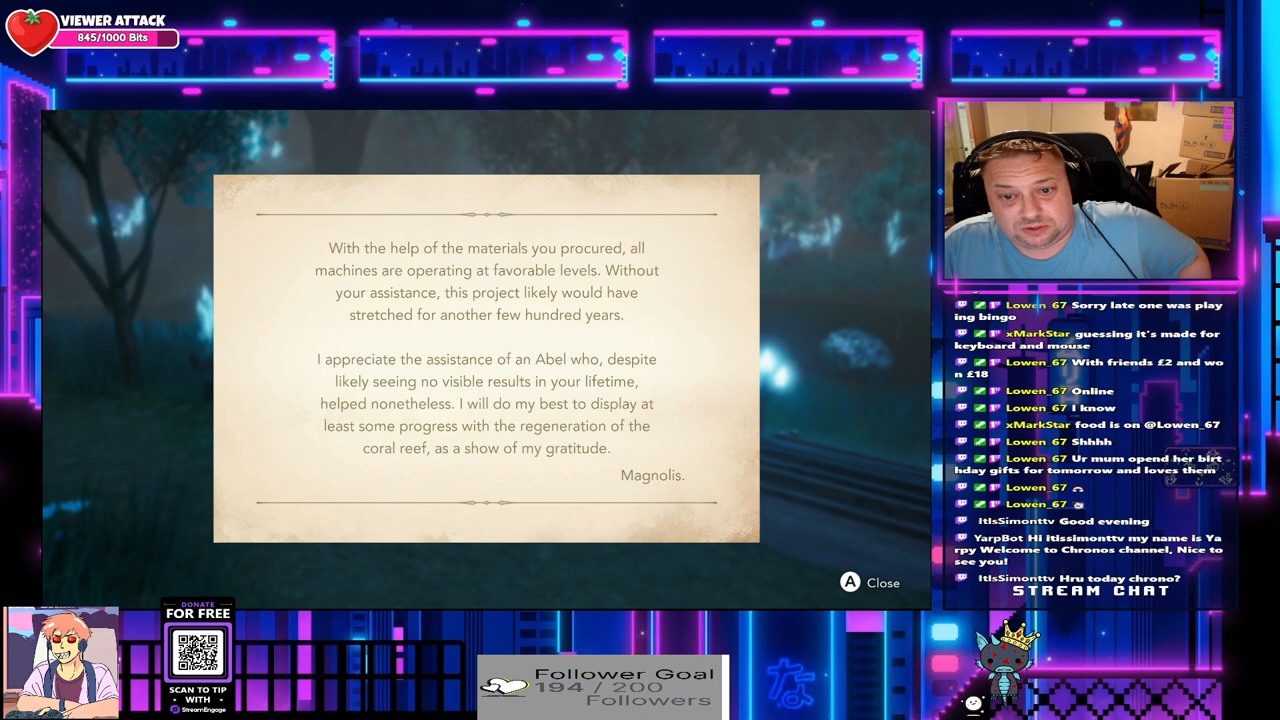 VIEWER ATTACK
845/1000 Bits
With the help of the materials you procured, all
machines are operating at favorable levels. Without
your assistance, this project likely would have
stretched for another few hundred years.
I appreciate the assistance of an Abel who, despite
likely seeing no visible results in your lifetime,
helped nonetheless. I will do my best to display at
least some progress with the regeneration of the
coral reef, as a show of my gratitude.
Magnolis.
A Close
Lowen_67 Sorry late one was play
ing bingo
xMarkStar guessing it's made for
keyboard and mouse
Lowen_67 With friends £2 and wo
n £18
Lowen_67 Online
Lowen_67 I know
xMarkStar food is on @Lowen_67
Lowen_67 Shhhh
Lowen_67 Ur mum opend her birt
hday gifts for tomorrow and loves them
Lowen_67
Lowen_67
ItIsSimonttv Good evening
YarpBot Hi itissimonttv my name is Ya
rpy Welcome to Chronos channel, Nice to
see you!
ItIsSimonttv Hru today chrono?
STREAM CHAT
DONATE
FOR FREE
SCAN TO TIP
WITH
StreamEngage
Follower Goal
194 / 200
Followers
な